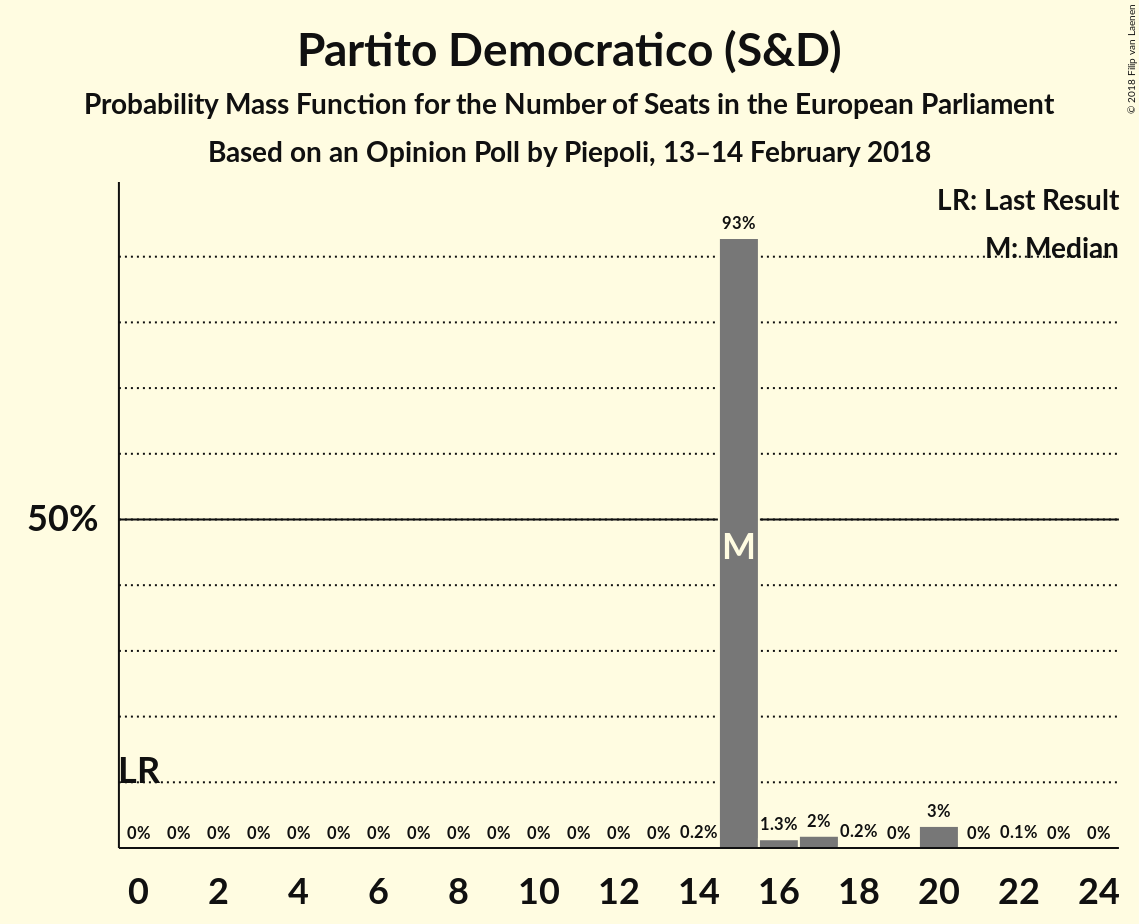 Partito Democratico (S&D)
Probability Mass Function for the Number of Seats in the European Parliament
Based on an Opinion Poll by Piepoli, 13–14 February 2018
© 2018 Filip van Laenen
LR: Last Result
M: Median
93%
50%
M
LR
0% 0% 0% 0% 0% 0% 0% 0% 0% 0% 0% 0% 0% 0% 0.2% 1.3% 2% 0.2% 0% 3% 0% 0.1% 0% 0%
0 2 4 6 8 10 12 14 16 18 20 22 24